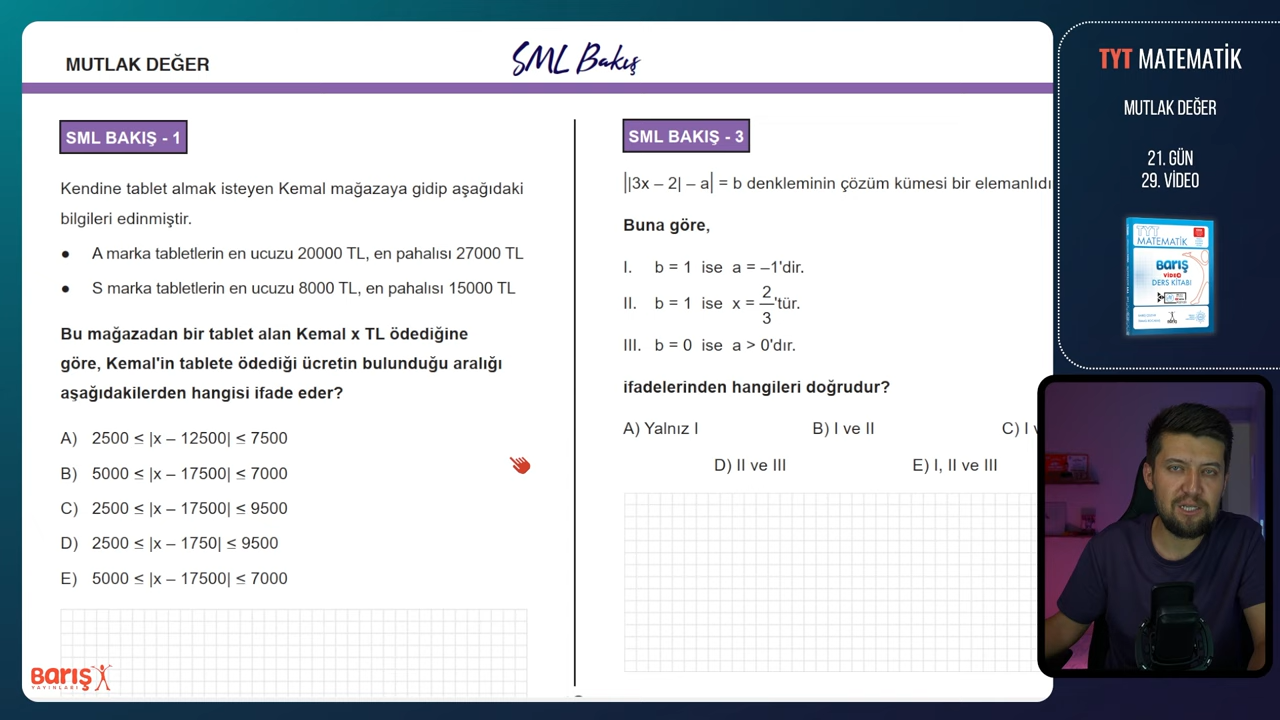 MUTLAK DEĞER
SML Bakış
SML BAKIŞ - 1
Kendine tablet almak isteyen Kemal mağazaya gidip aşağıdaki
bilgileri edinmiştir.
● A marka tabletlerin en ucuzu 20000 TL, en pahalısı 27000 TL
● S marka tabletlerin en ucuzu 8000 TL, en pahalısı 15000 TL
Bu mağazadan bir tablet alan Kemal x TL ödediğine
göre, Kemal'in tablete ödediği ücretin bulunduğu aralığı
aşağıdakilerden hangisi ifade eder?
A) 2500 ≤ |x – 12500| ≤ 7500
B) 5000 ≤ |x – 17500| ≤ 7000
C) 2500 ≤ |x – 17500| ≤ 9500
D) 2500 ≤ |x – 1750| ≤ 9500
E) 5000 ≤ |x – 17500| ≤ 7000
BARIŞ
YAYINLARI
SML BAKIŞ - 3
||3x – 2| – a| = b denkleminin çözüm kümesi bir elemanlıdı
Buna göre,
I. b = 1 ise a = –1'dir.
II. b = 1 ise x = 2/3'tür.
III. b = 0 ise a > 0'dır.
ifadelerinden hangileri doğrudur?
A) Yalnız I B) I ve II C) I v
D) II ve III E) I, II ve III
TYT MATEMATİK
MUTLAK DEĞER
21. GÜN
29. VİDEO
TYT
MATEMATİK
BARIŞ
VİDEO
DERS KİTABI